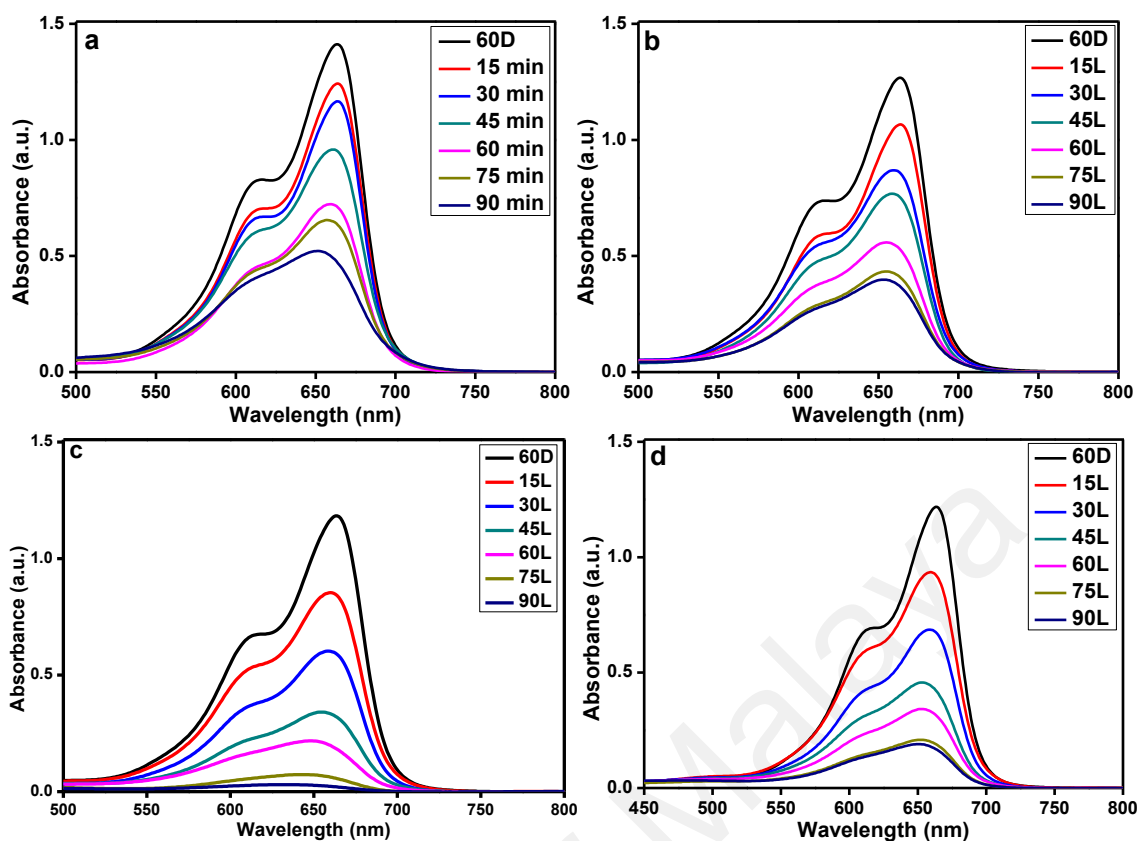 a
1.5
1.0
0.5
0.0
Absorbance (a.u.)
500 550 600 650 700 750 800
Wavelength (nm)
60D
15 min
30 min
45 min
60 min
75 min
90 min
b
1.5
1.0
0.5
0.0
Absorbance (a.u.)
500 550 600 650 700 750 800
Wavelength (nm)
60D
15L
30L
45L
60L
75L
90L
c
1.5
1.0
0.5
0.0
Absorbance (a.u.)
500 550 600 650 700 750 800
Wavelength (nm)
60D
15L
30L
45L
60L
75L
90L
d
1.5
1.0
0.5
0.0
Absorbance (a.u.)
450 500 550 600 650 700 750 800
Wavelength (nm)
60D
15L
30L
45L
60L
75L
90L
Malaya